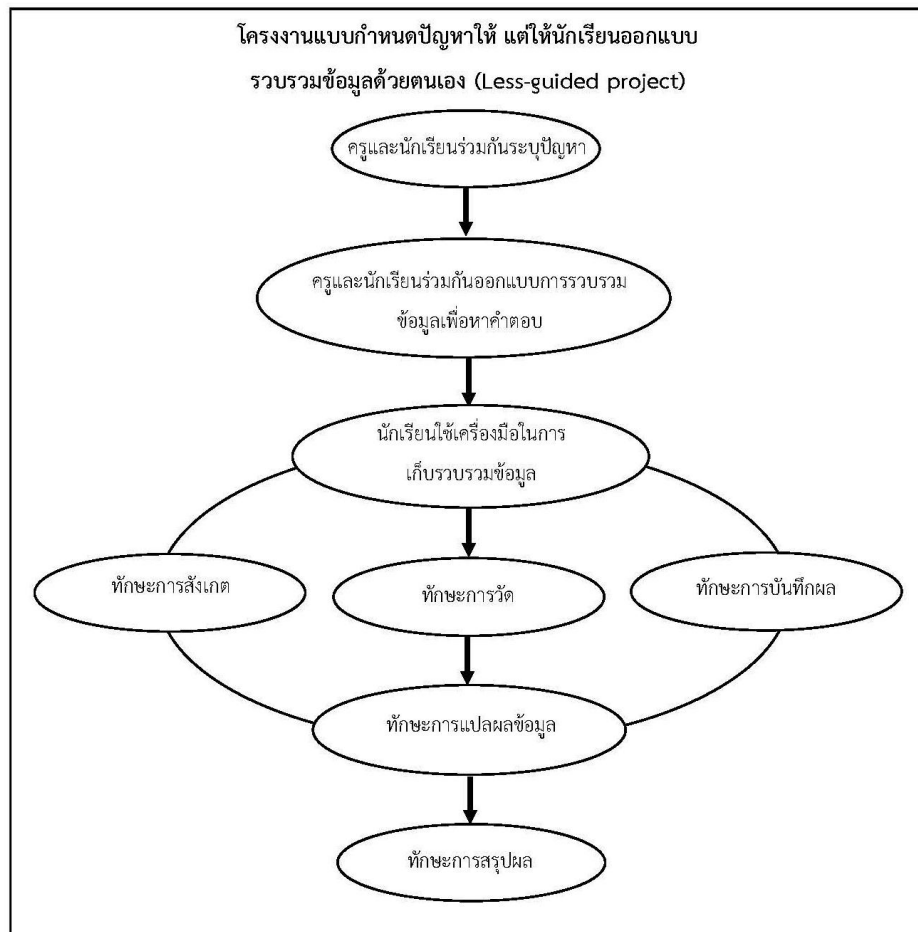 โครงงานแบบกำหนดปัญหาให้ แต่ให้นักเรียนออกแบบ
รวบรวมข้อมูลด้วยตนเอง (Less-guided project)
ครูและนักเรียนร่วมกันระบุปัญหา
ครูและนักเรียนร่วมกันออกแบบการรวบรวม
ข้อมูลเพื่อหาคำตอบ
นักเรียนใช้เครื่องมือในการ
เก็บรวบรวมข้อมูล
ทักษะการสังเกต
ทักษะการวัด
ทักษะการบันทึกผล
ทักษะการแปลผลข้อมูล
ทักษะการสรุปผล